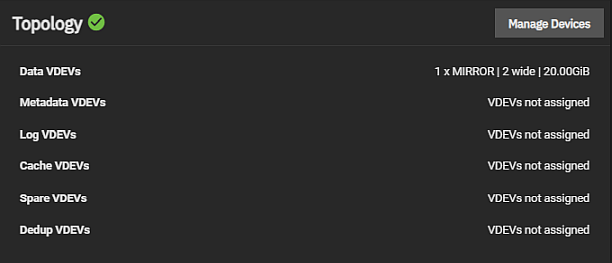 Topology
Manage Devices
Data VDEVs 1 x MIRROR | 2 wide | 20.00GiB
Metadata VDEVs VDEVs not assigned
Log VDEVs VDEVs not assigned
Cache VDEVs VDEVs not assigned
Spare VDEVs VDEVs not assigned
Dedup VDEVs VDEVs not assigned